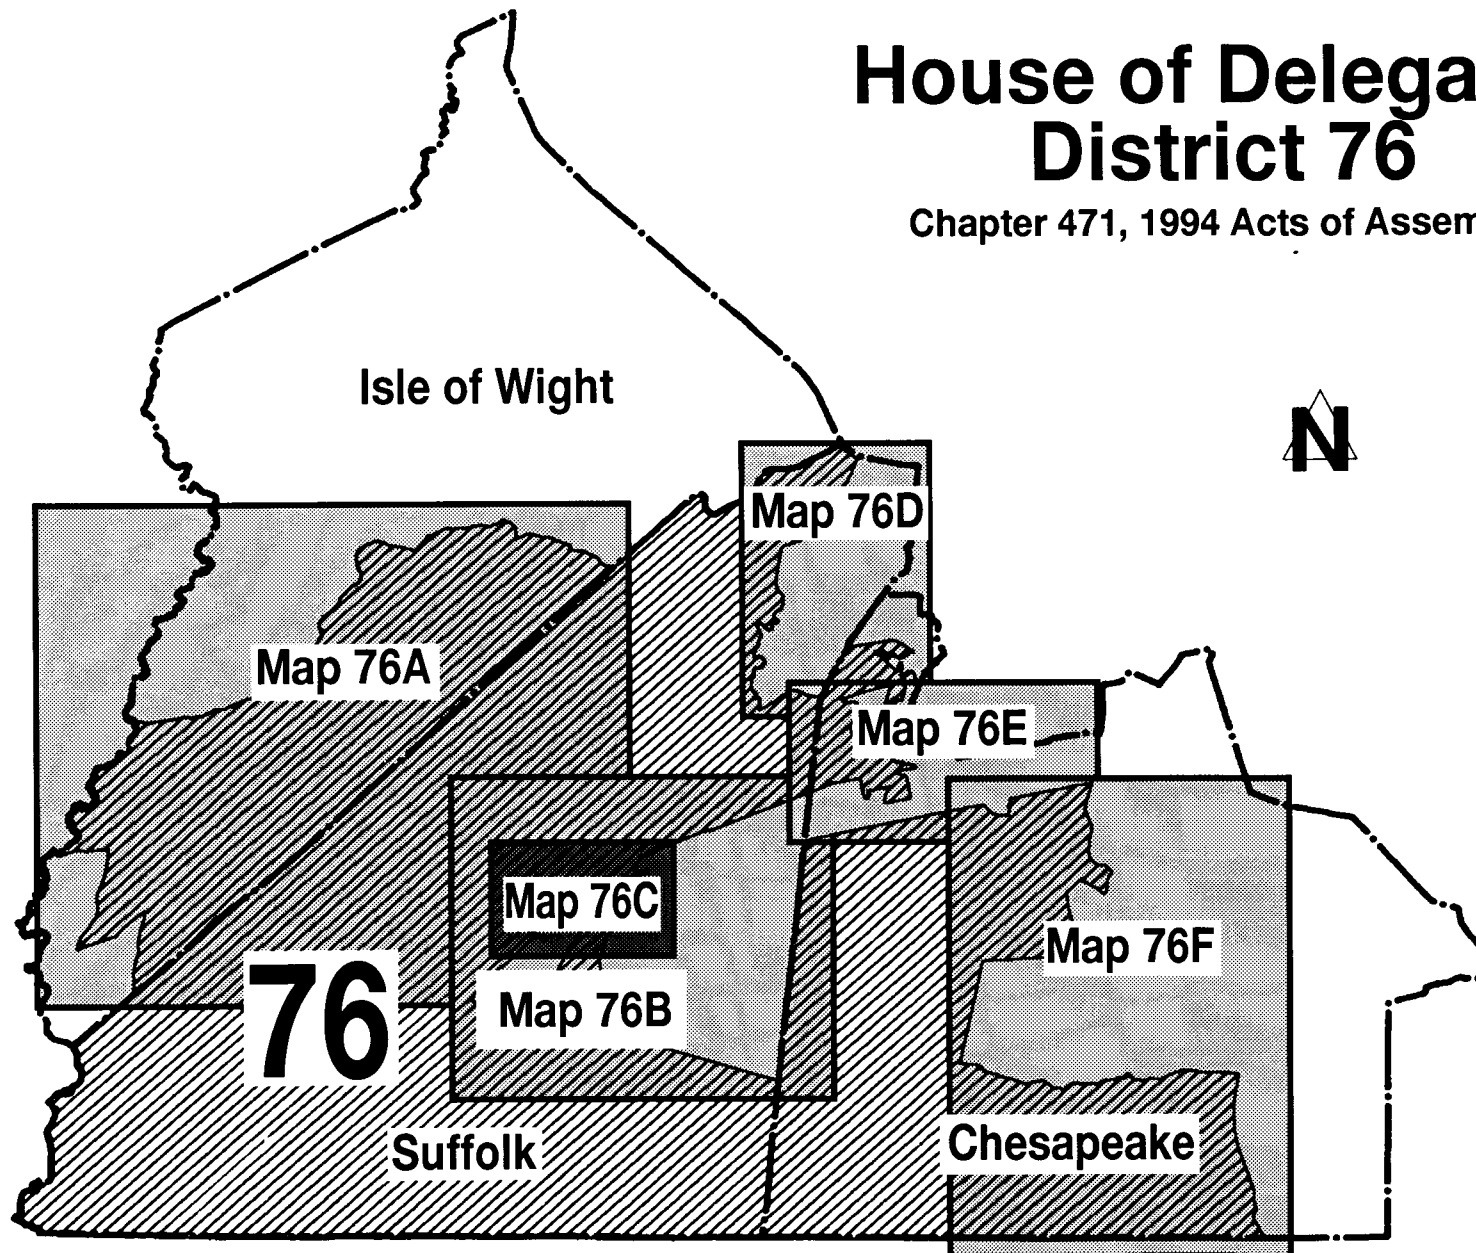 House of Delega
District 76
Chapter 471, 1994 Acts of Assem
Isle of Wight
N
Map 76D
Map 76A
Map 76E
Map 76C
Map 76F
76
Map 76B
Suffolk
Chesapeake